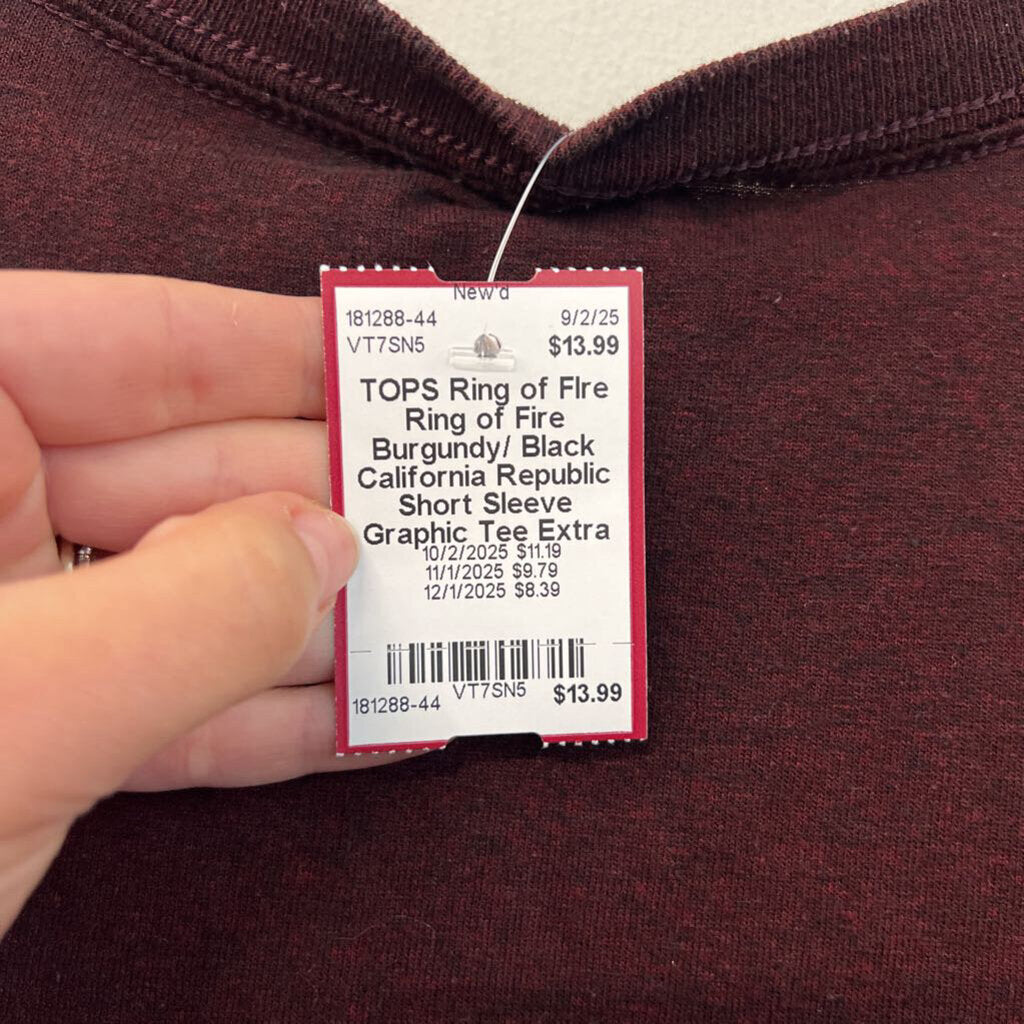 New'd
181288-44 9/2/25
VT7SN5 $13.99
TOPS Ring of FIre
Ring of Fire
Burgundy/ Black
California Republic
Short Sleeve
Graphic Tee Extra
10/2/2025 $11.19
11/1/2025 $9.79
12/1/2025 $8.39
181288-44 VT7SN5 $13.99